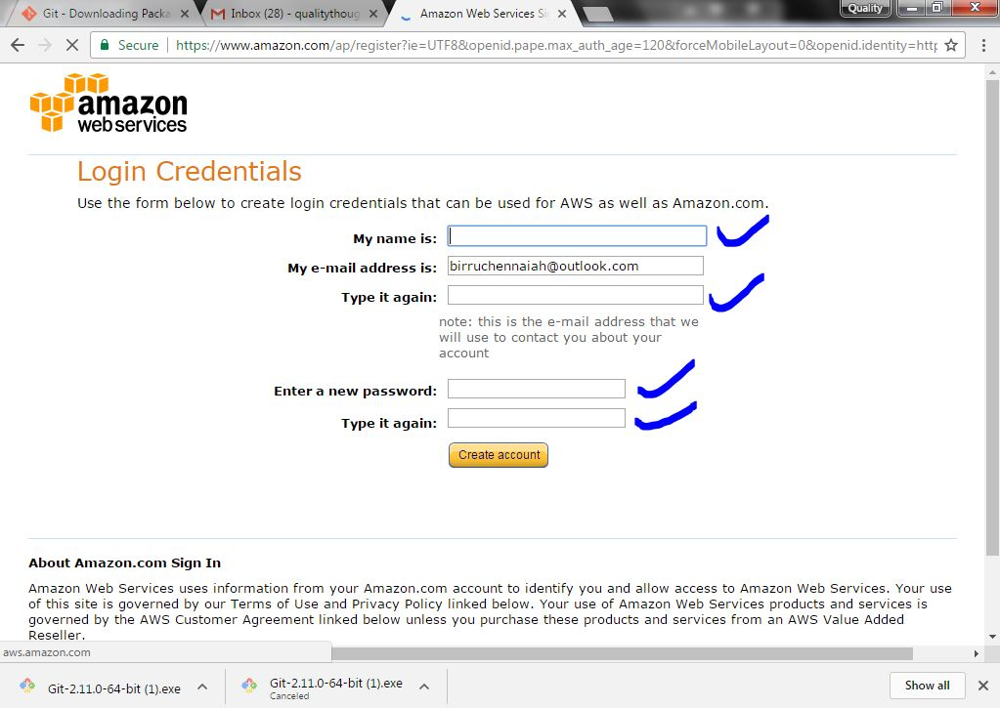 Git - Downloading Packa
Inbox (28) - qualitythoug
Amazon Web Services Si
Quality
Secure
https://www.amazon.com/ap/register?ie=UTF8&openid.pape.max_auth_age=120&forceMobileLayout=0&openid.identity=http
amazon
web services
Login Credentials
Use the form below to create login credentials that can be used for AWS as well as Amazon.com.
My name is:
My e-mail address is: birruchennaiah@outlook.com
Type it again:
note: this is the e-mail address that we
will use to contact you about your
account
Enter a new password:
Type it again:
Create account
About Amazon.com Sign In
Amazon Web Services uses information from your Amazon.com account to identify you and allow access to Amazon Web Services. Your use
of this site is governed by our Terms of Use and Privacy Policy linked below. Your use of Amazon Web Services products and services is
governed by the AWS Customer Agreement linked below unless you purchase these products and services from an AWS Value Added
Reseller.
aws.amazon.com
Git-2.11.0-64-bit (1).exe
Git-2.11.0-64-bit (1).exe
Canceled
Show all